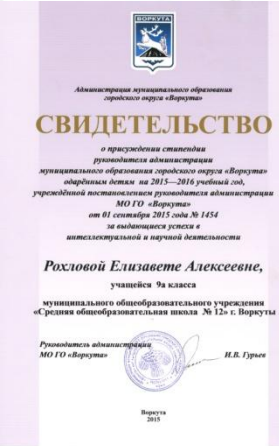 ВОРКУТА
Администрация муниципального образования
городского округа «Воркута»
СВИДЕТЕЛЬСТВО
о присуждении стипендии
руководителя администрации
муниципального образования городского округа «Воркута»
одарённым детям на 2015—2016 учебный год,
учреждённой постановлением руководителя администрации
МО ГО «Воркута»
от 01 сентября 2015 года № 1454
за выдающиеся успехи в
интеллектуальной и научной деятельности
Рохловой Елизавете Алексеевне,
учащейся 9а класса
муниципального общеобразовательного учреждения
«Средняя общеобразовательная школа № 12» г. Воркуты
Руководитель администрации
МО ГО «Воркута» И.В. Гурьев
Воркута
2015